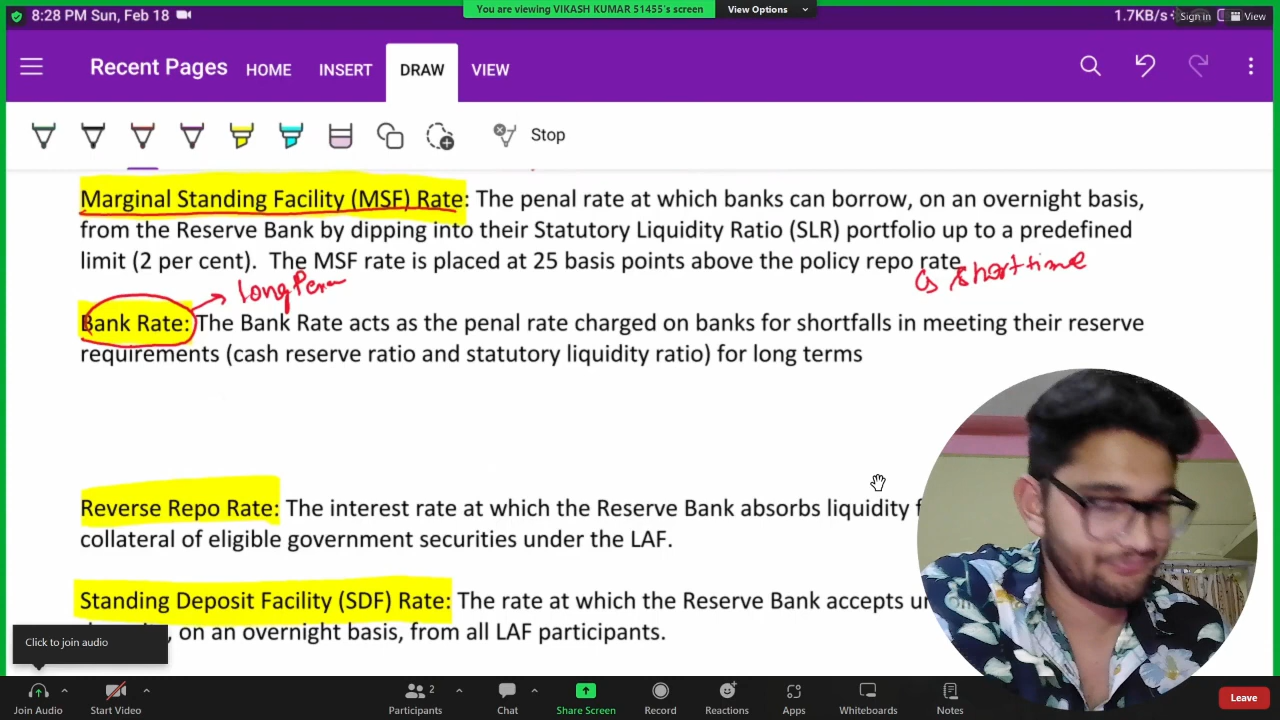 8:28 PM Sun, Feb 18
You are viewing VIKASH KUMAR 51455's screen
View Options
1.7KB/s
Sign in
View
Recent Pages
HOME
INSERT
DRAW
VIEW
Stop
Marginal Standing Facility (MSF) Rate: The penal rate at which banks can borrow, on an overnight basis,
from the Reserve Bank by dipping into their Statutory Liquidity Ratio (SLR) portfolio up to a predefined
limit (2 per cent). The MSF rate is placed at 25 basis points above the policy repo rate
short time
long
Bank Rate: The Bank Rate acts as the penal rate charged on banks for shortfalls in meeting their reserve
requirements (cash reserve ratio and statutory liquidity ratio) for long terms
Reverse Repo Rate: The interest rate at which the Reserve Bank absorbs liquidity
collateral of eligible government securities under the LAF.
Standing Deposit Facility (SDF) Rate: The rate at which the Reserve Bank accepts
, on an overnight basis, from all LAF participants.
Click to join audio
Join Audio
Start Video
Participants
2
Chat
Share Screen
Record
Reactions
Apps
Whiteboards
Notes
Leave